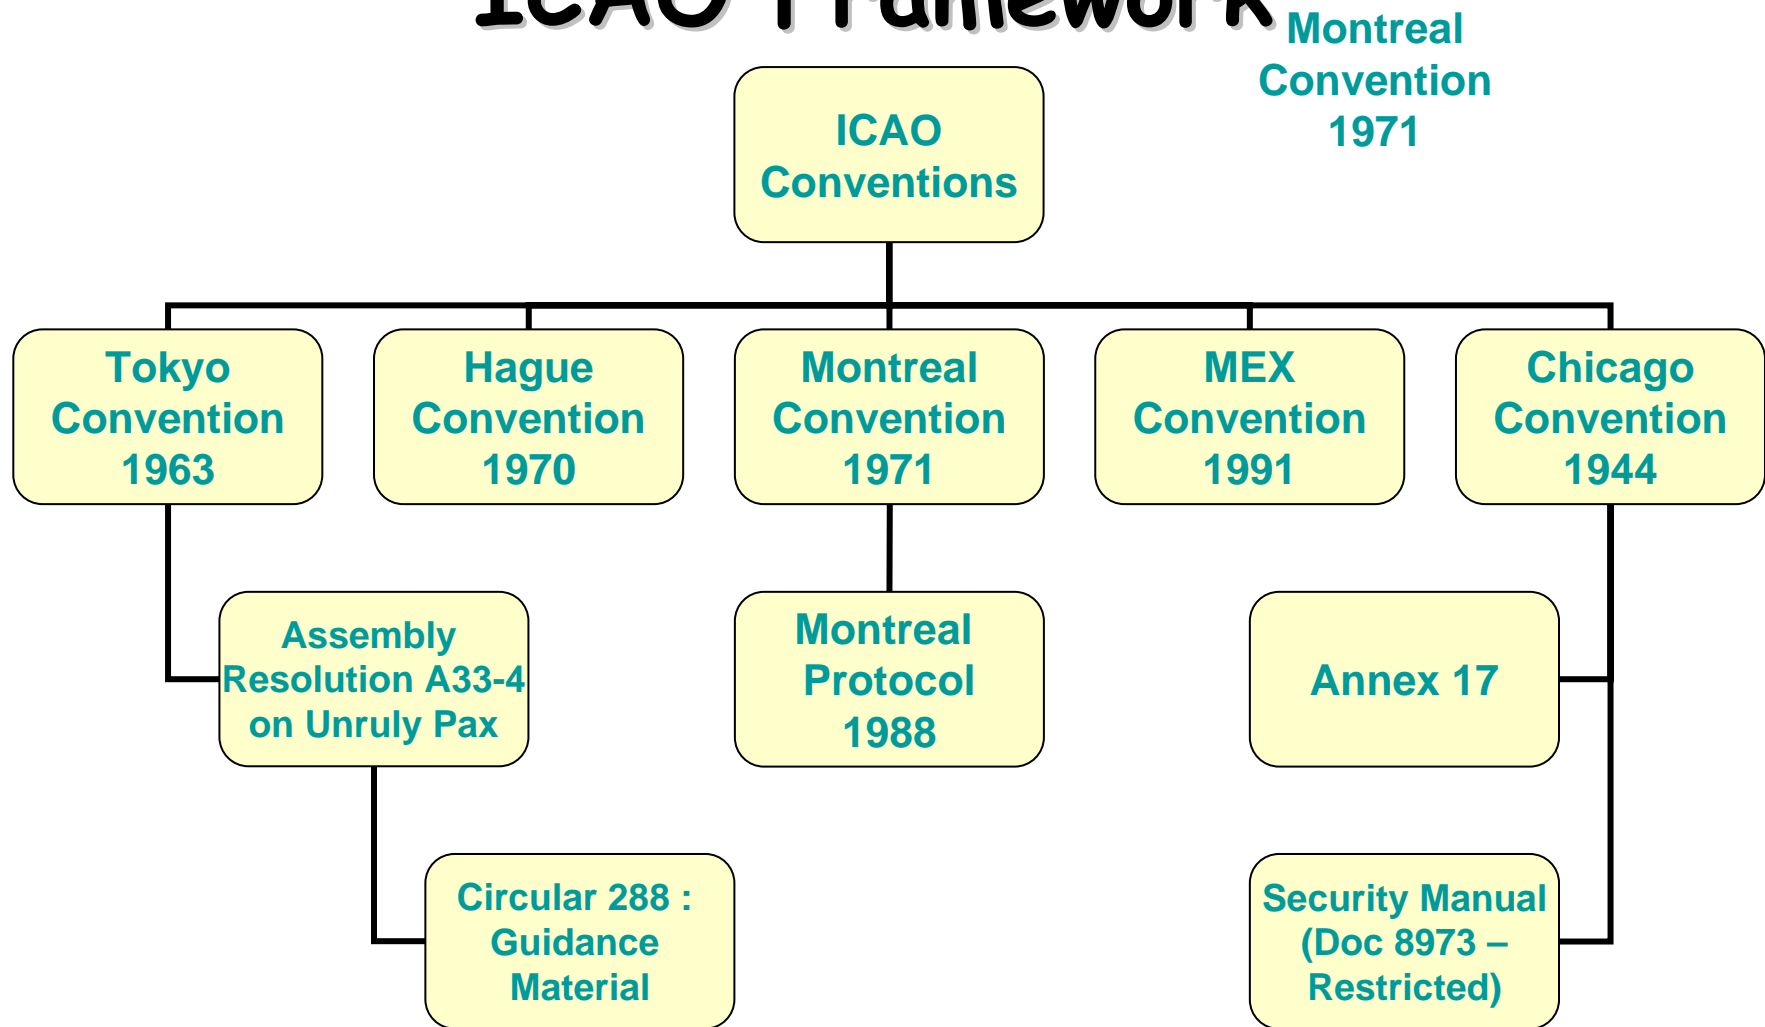 ICAO Framework
Montreal
Convention
1971
ICAO
Conventions
Tokyo
Convention
1963
Hague
Convention
1970
Montreal
Convention
1971
MEX
Convention
1991
Chicago
Convention
1944
Assembly
Resolution A33-4
on Unruly Pax
Montreal
Protocol
1988
Annex 17
Circular 288 :
Guidance
Material
Security Manual
(Doc 8973 –
Restricted)